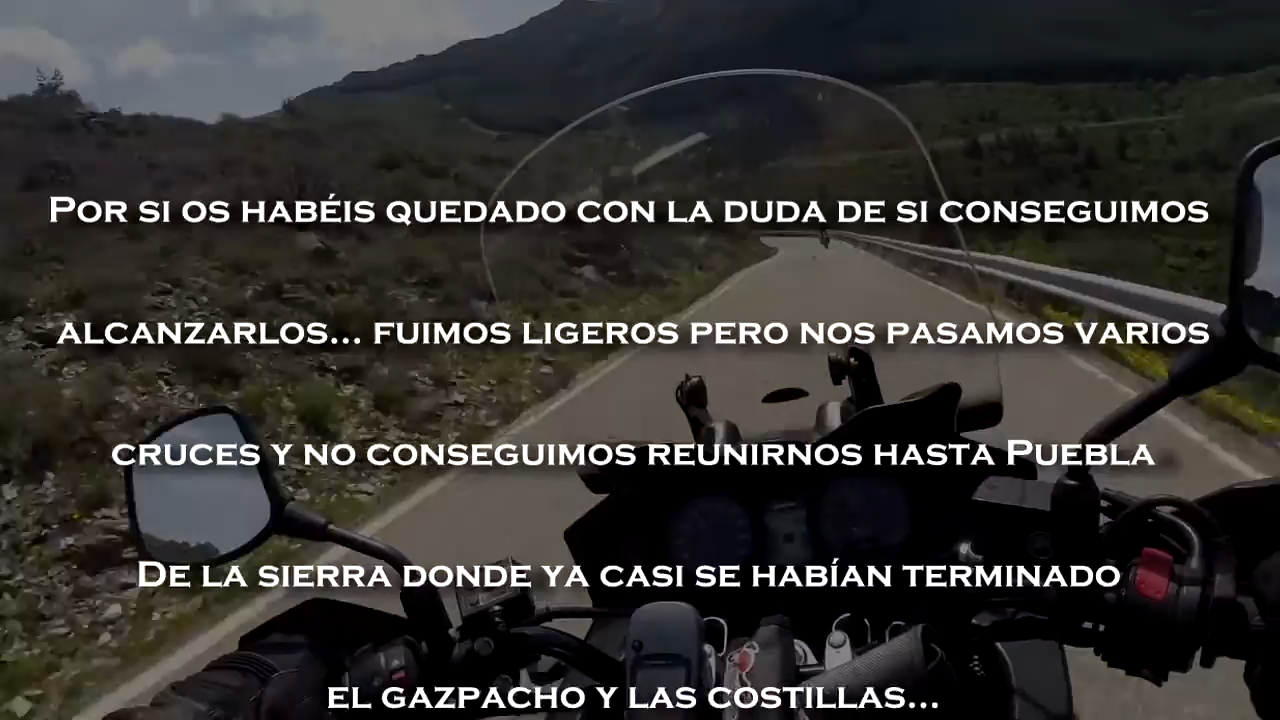 Por si os habéis quedado con la duda de si conseguimos
alcanzarlos... fuimos ligeros pero nos pasamos varios
cruces y no conseguimos reunirnos hasta Puebla
De la sierra donde ya casi se habían terminado
el gazpacho y las costillas...